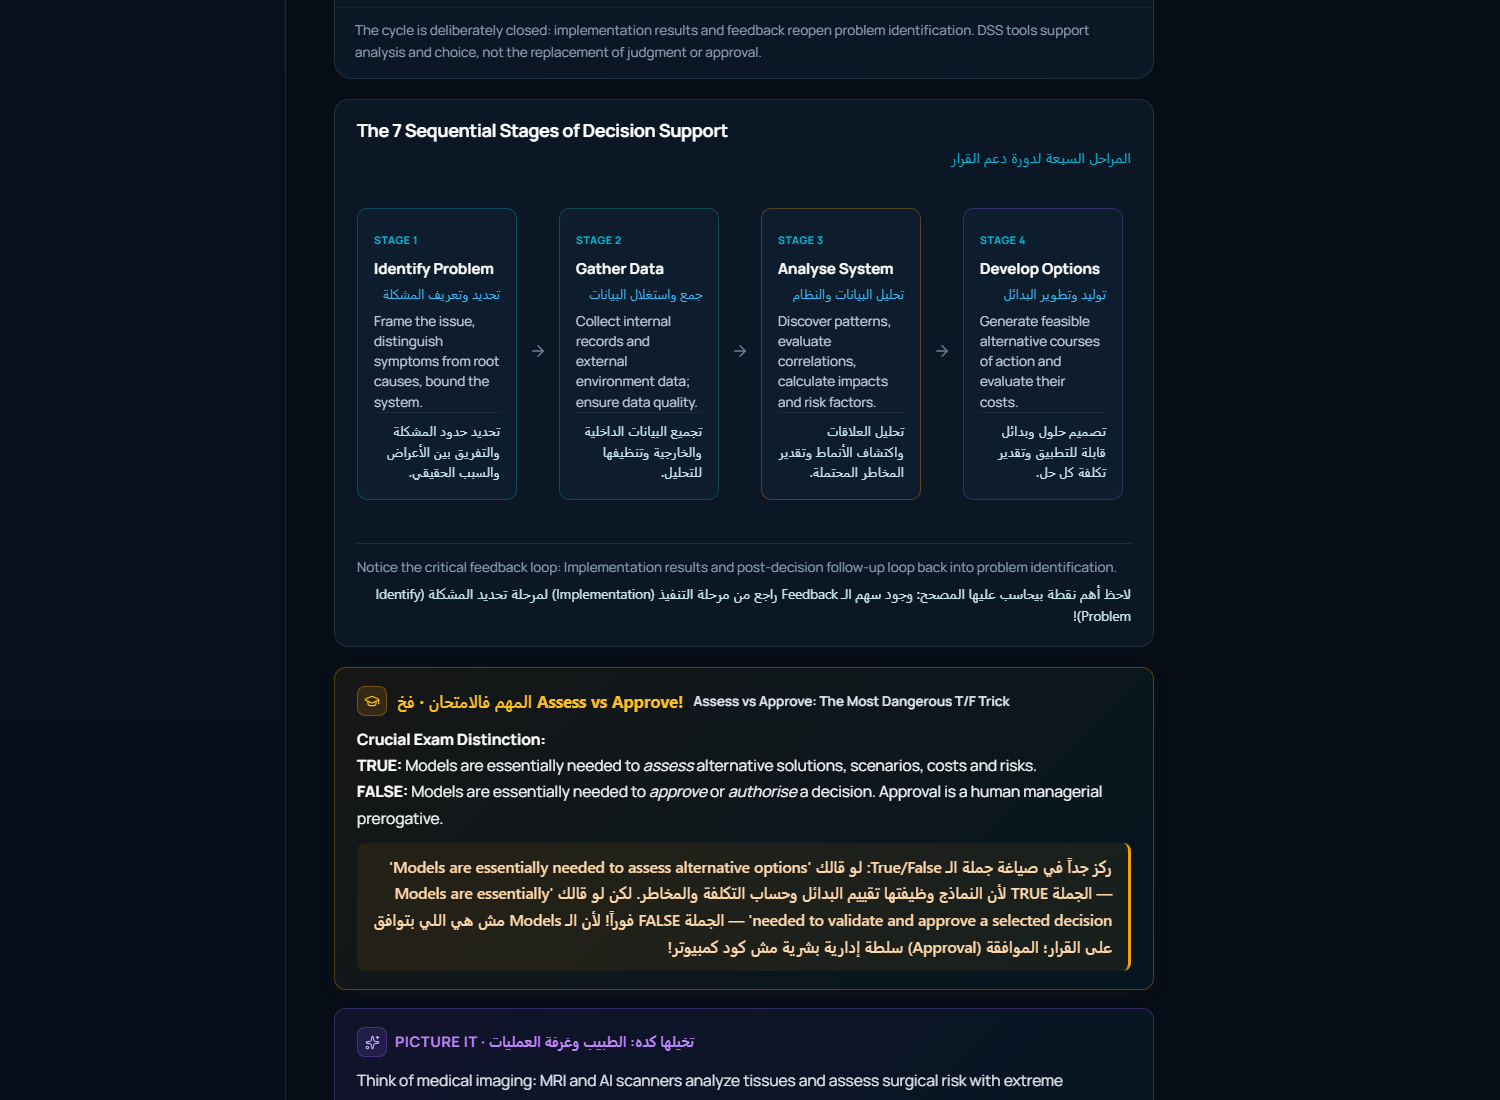 The cycle is deliberately closed: implementation results and feedback reopen problem identification. DSS tools support
analysis and choice, not the replacement of judgment or approval.
The 7 Sequential Stages of Decision Support
المراحل السبعة لدورة دعم القرار
STAGE 1
Identify Problem
تحديد وتعريف المشكلة
Frame the issue,
distinguish
symptoms from root
causes, bound the
system.
تحديد حدود المشكلة
والتفريق بين الأعراض
والسبب الحقيقي.
STAGE 2
Gather Data
جمع واستغلال البيانات
Collect internal
records and
external
environment data;
ensure data quality.
تجميع البيانات الداخلية
والخارجية وتنظيفها
للتحليل.
STAGE 3
Analyse System
تحليل البيانات والنظام
Discover patterns,
evaluate
correlations,
calculate impacts
and risk factors.
تحليل العلاقات
واكتشاف الأنماط وتقدير
المخاطر المحتملة.
STAGE 4
Develop Options
توليد وتطوير البدائل
Generate feasible
alternative courses
of action and
evaluate their
costs.
تصميم حلول وبدائل
قابلة للتطبيق وتقدير
تكلفة كل حل.
Notice the critical feedback loop: Implementation results and post-decision follow-up loop back into problem identification.
لاحظ أهم نقطة بيحاسب عليها المصحح: وجود سهم الـ Feedback راجع من مرحلة التنفيذ (Implementation) لمرحلة تحديد المشكلة (Identify
Problem)!
المهم فالامتحان · فخ Assess vs Approve! Assess vs Approve: The Most Dangerous T/F Trick
Crucial Exam Distinction:
TRUE: Models are essentially needed to assess alternative solutions, scenarios, costs and risks.
FALSE: Models are essentially needed to approve or authorise a decision. Approval is a human managerial
prerogative.
ركز جداً في صياغة جملة الـ True/False: لو قالك 'Models are essentially needed to assess alternative options'
— الجملة TRUE لأن النماذج وظيفتها تقييم البدائل وحساب التكلفة والمخاطر. لكن لو قالك 'Models are essentially
needed to validate and approve a selected decision' — الجملة FALSE فوراً! لأن الـ Models مش هي اللي بتوافق
على القرار؛ الموافقة (Approval) سلطة إدارية بشرية مش كود كمبيوتر!
PICTURE IT · تخيلها كده: الطبيب وغرفة العمليات
Think of medical imaging: MRI and AI scanners analyze tissues and assess surgical risk with extreme